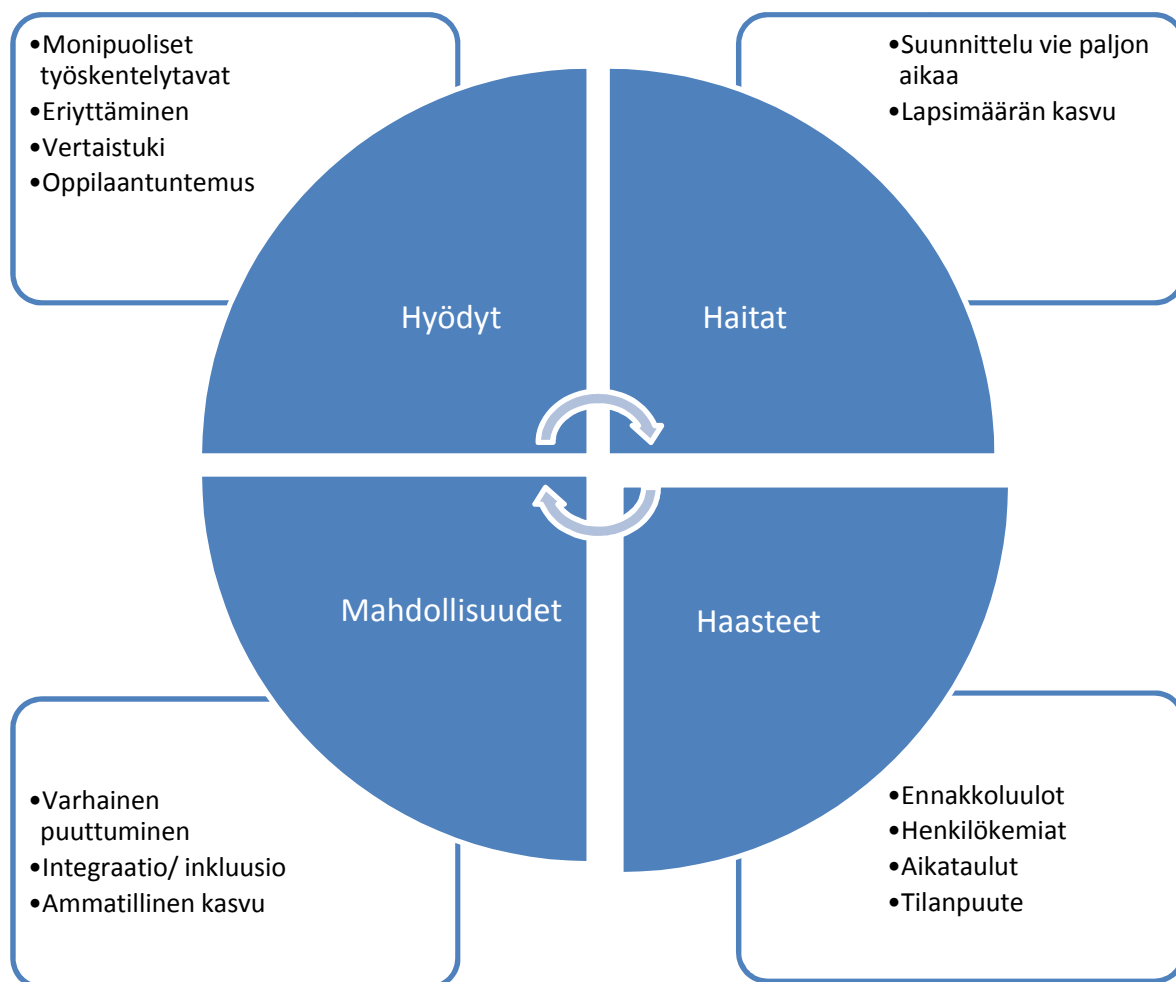 •Monipuoliset
työskentelytavat
•Eriyttäminen
•Vertaistuki
•Oppilaantuntemus
•Suunnittelu vie paljon
aikaa
•Lapsimäärän kasvu
Hyödyt
Haitat
Mahdollisuudet
Haasteet
•Varhainen
puuttuminen
•Integraatio/ inkluusio
•Ammatillinen kasvu
•Ennakkoluulot
•Henkilökemiat
•Aikataulut
•Tilanpuute